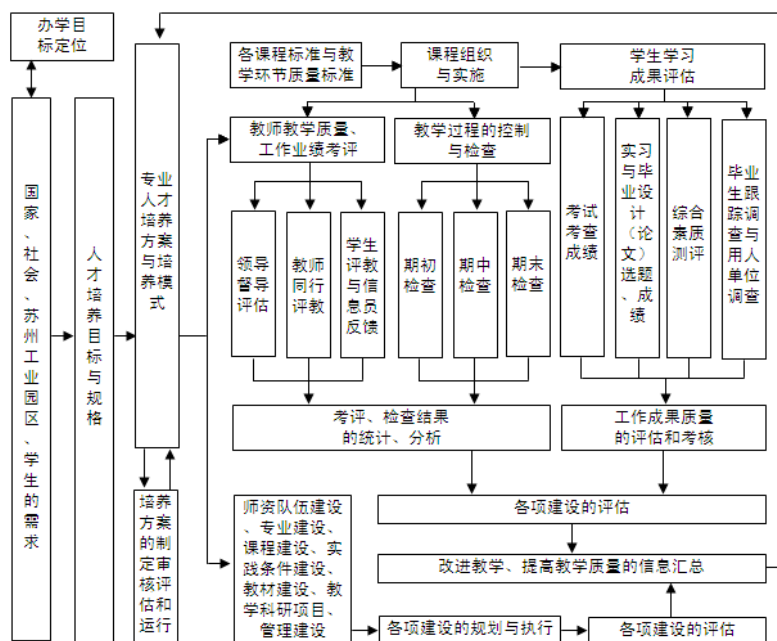 办学目
标定位
国家、社会、苏州工业园区、学生的需求
人才培养目标与规格
专业
人才
培养
方案
与培
养模
式
培养
方案
的制
定审
核评
估和
运行
各课程标准与教
学环节质量标准
课程组织
与实施
学生学习
成果评估
教师教学质量、
工作业绩考评
教学过程的控制
与检查
领导
督导
评估
教师
同行
评教
学生
评教
与信
息员
反馈
期初
检查
期中
检查
期末
检查
考试
考查
成绩
实习
与毕
业设
计
（论
文）
选题
、成
绩
综合
素质
测评
毕业
生跟
踪调
查与
用人
单位
调查
考评、检查结果
的统计、分析
工作成果质量
的评估和考核
师资队伍建设
、专业建设、
课程建设、实
践条件建设、
教材建设、教
学科研项目、
管理建设
各项建设的评估
改进教学、提高教学质量的信息汇总
各项建设的规划与执行
各项建设的评估